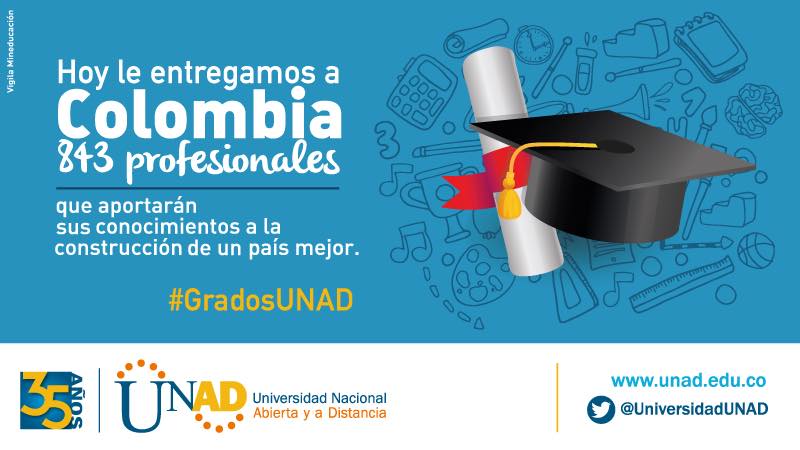 Vigila Mineducación
Hoy le entregamos a
Colombia
843 profesionales
que aportarán
sus conocimientos a la
construcción de un país mejor.
#GradosUNAD
35 AÑOS
UNAD
Universidad Nacional
Abierta y a Distancia
www.unad.edu.co
@UniversidadUNAD